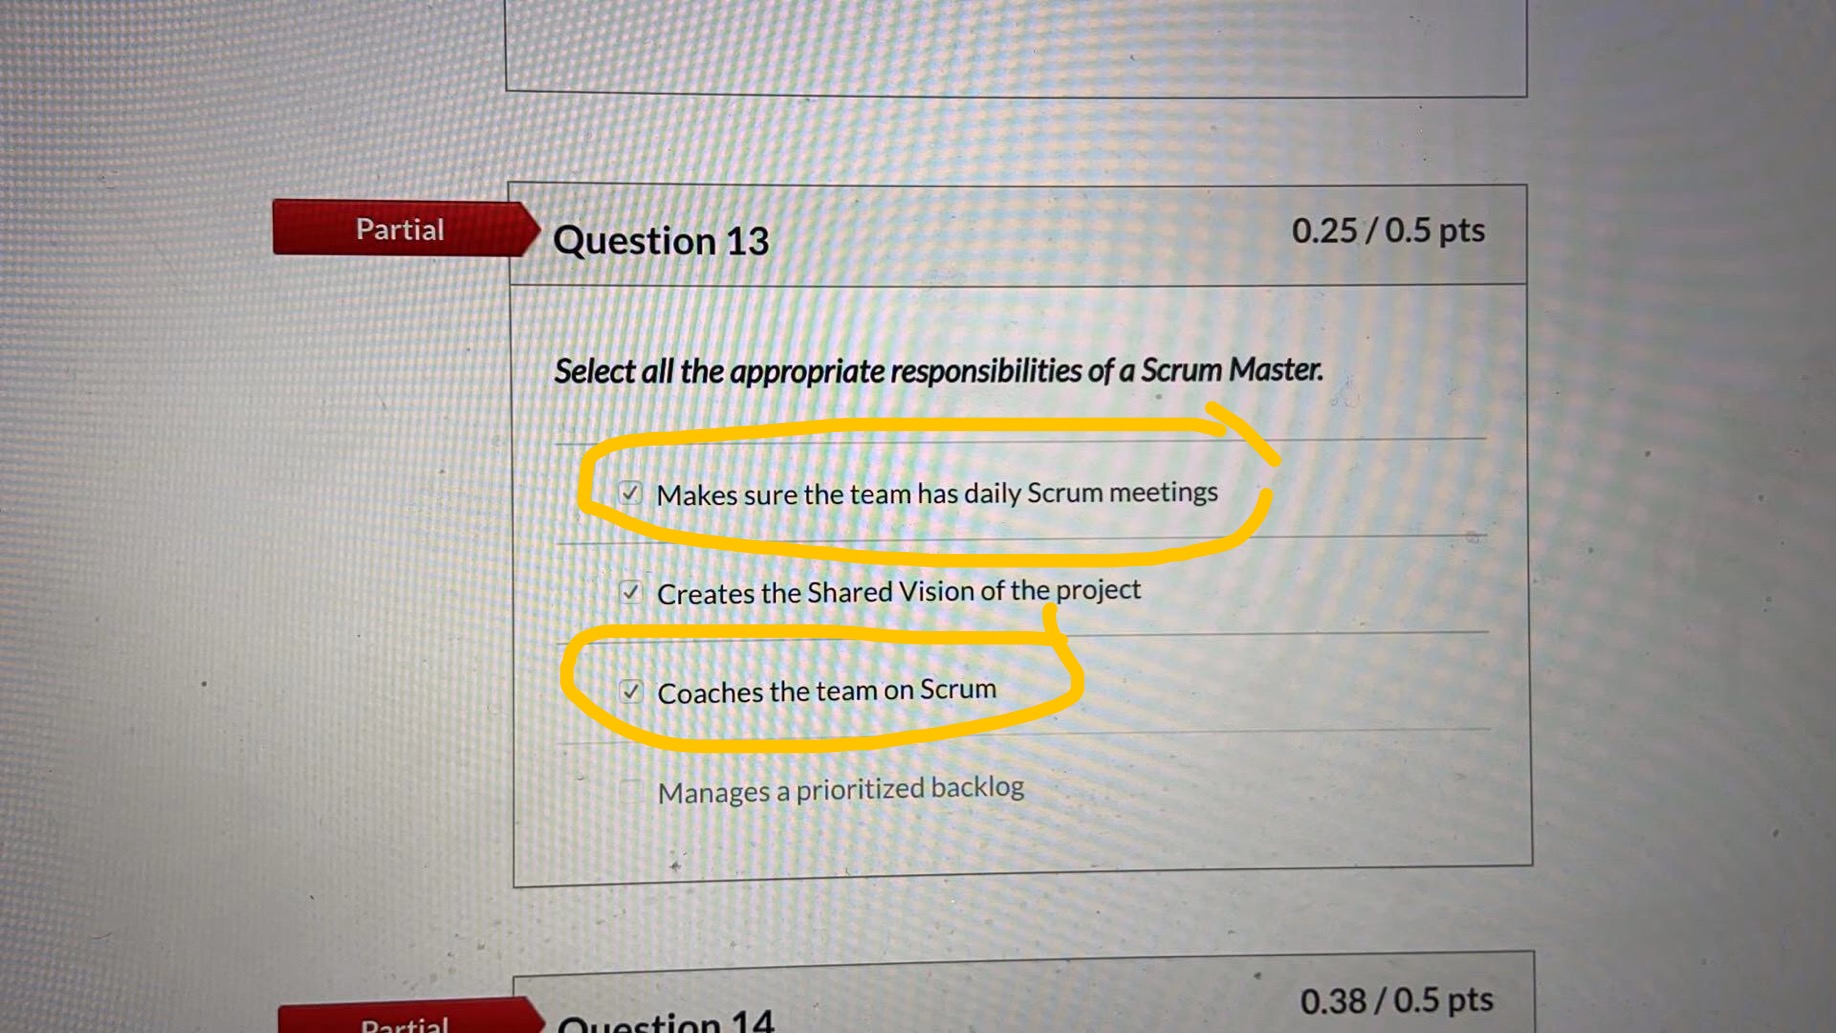 Partial
Question 13
0.25 / 0.5 pts
Select all the appropriate responsibilities of a Scrum Master.
Makes sure the team has daily Scrum meetings
Creates the Shared Vision of the project
Coaches the team on Scrum
Manages a prioritized backlog
Partial
Question 14
0.38 / 0.5 pts